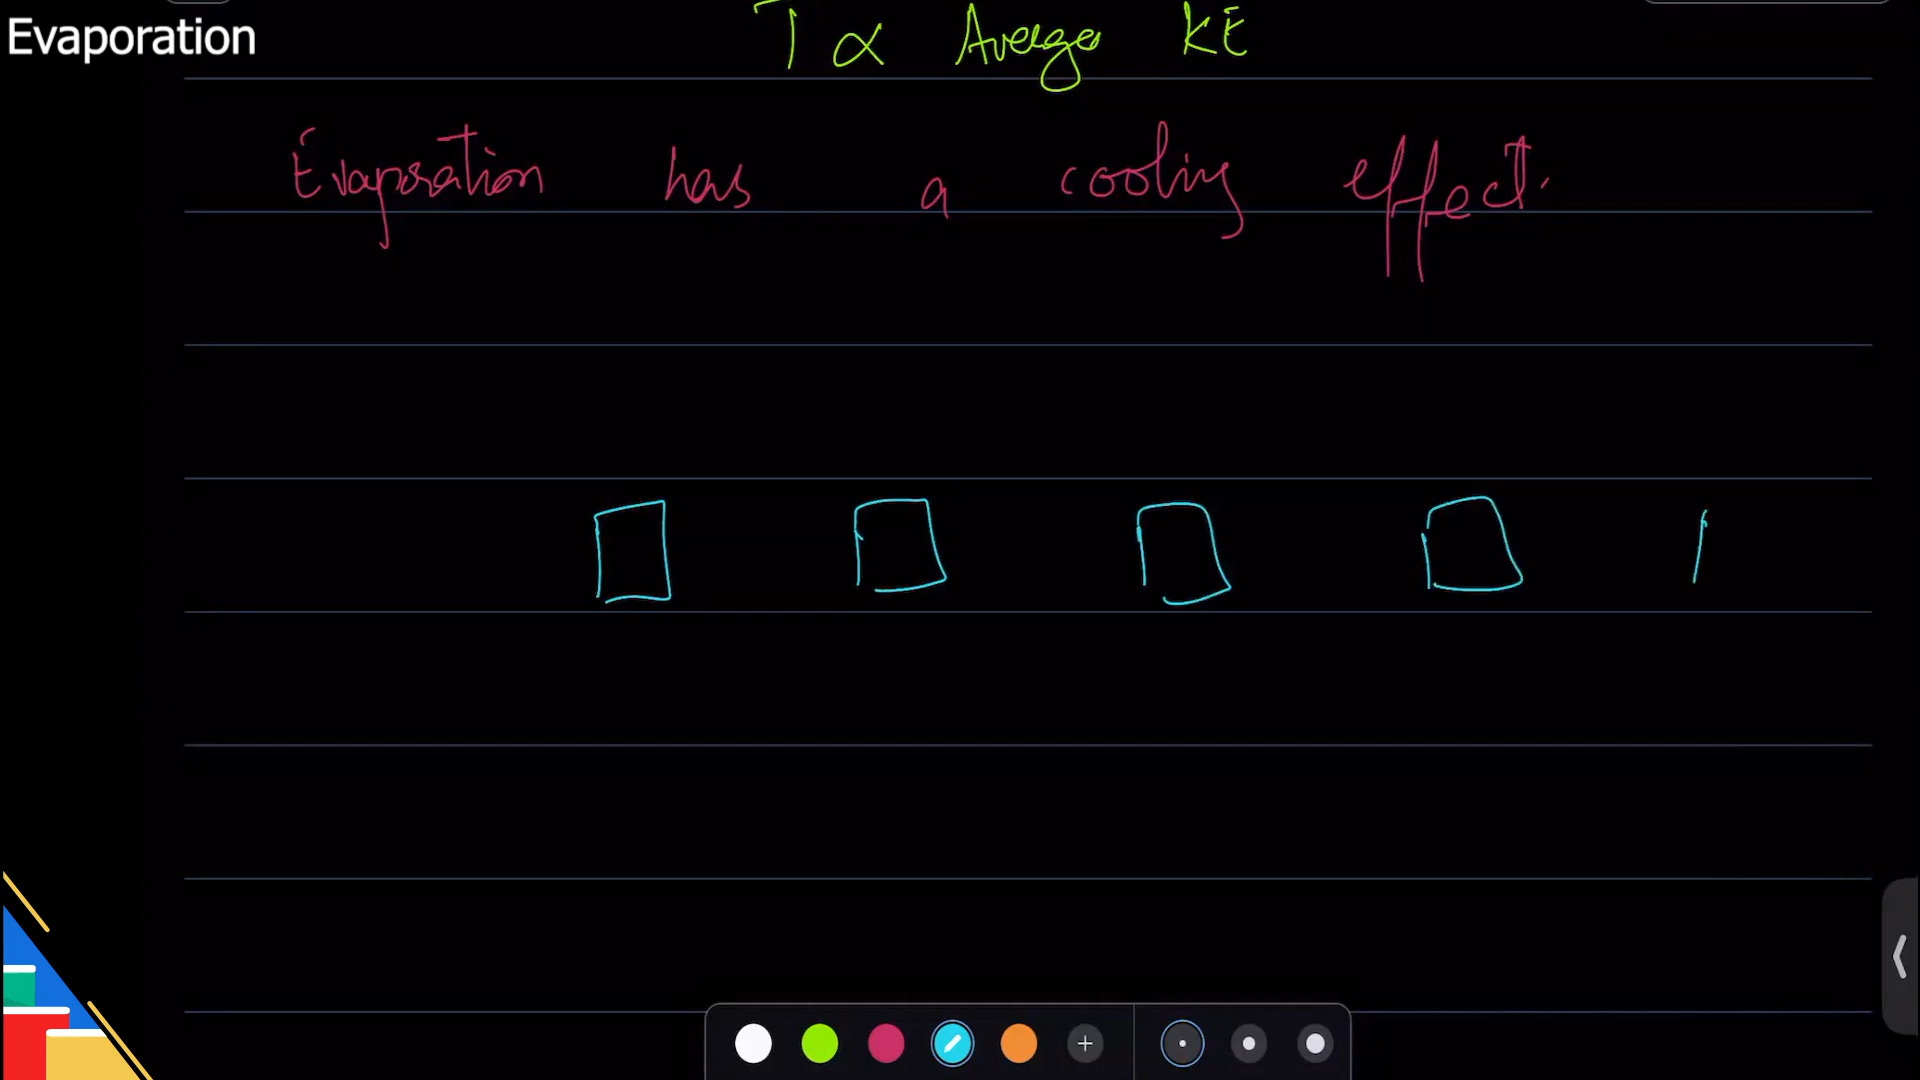 Evaporation
T α Average KE
Evaporation has a cooling effect.